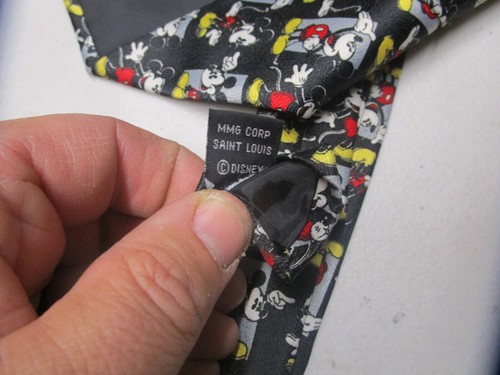 MMG CORP
SAINT LOUIS
© DISNEY